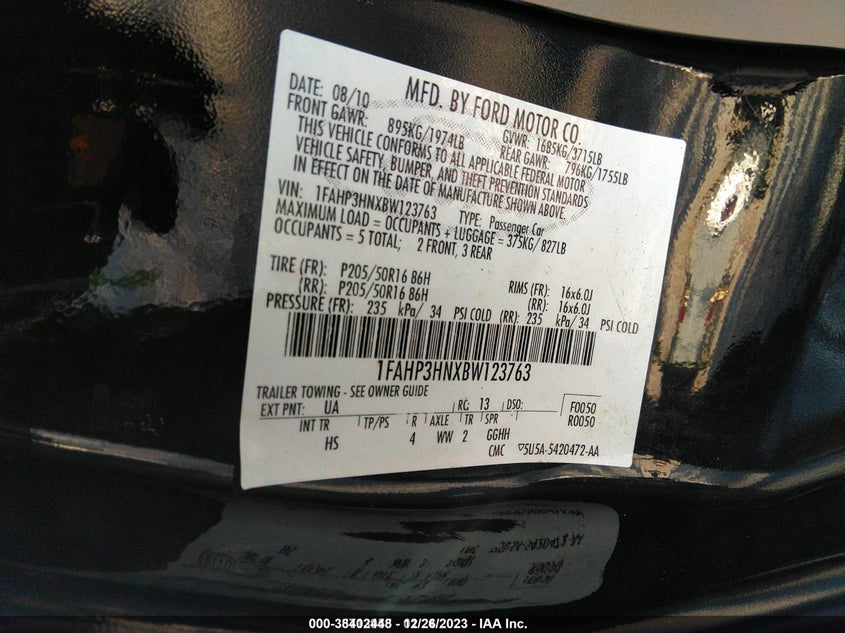 MFD. BY FORD MOTOR CO.
DATE: 08/10 GVWR: 1685KG/3715LB
FRONT GAWR: 895KG/1974LB REAR GAWR: 796KG/1755LB
THIS VEHICLE CONFORMS TO ALL APPLICABLE FEDERAL MOTOR
VEHICLE SAFETY, BUMPER, AND THEFT PREVENTION STANDARDS
IN EFFECT ON THE DATE OF MANUFACTURE SHOWN ABOVE.
VIN: 1FAHP3HNXBW123763 TYPE: Passenger Car
MAXIMUM LOAD = OCCUPANTS + LUGGAGE = 375KG/827LB
OCCUPANTS = 5 TOTAL; 2 FRONT, 3 REAR
TIRE (FR): P205/50R16 86H RIMS (FR): 16x6.0J
(RR): P205/50R16 86H (RR): 16x6.0J
PRESSURE (FR): 235 kPa/ 34 PSI COLD (RR): 235 kPa/ 34 PSI COLD
1FAHP3HNXBW123763
TRAILER TOWING - SEE OWNER GUIDE
EXT PNT: UA RC: 13 DSO: F0050
R0050
INT TR TP/PS R AXLE TR SPR
HS 4 WW 2 GGHH
CMC ▽5U5A-5420472-AA
12/26/2023 - IAA Inc.